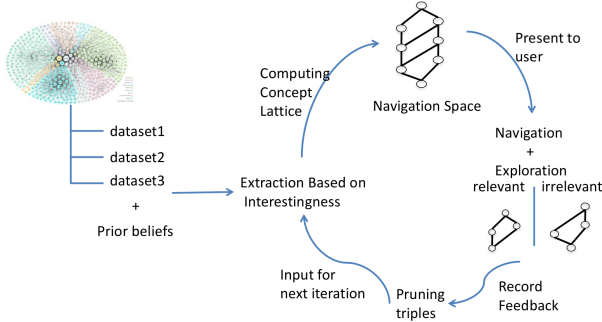 dataset1
dataset2
dataset3
+
Prior beliefs
Extraction Based on
Interestingness
Computing
Concept
Lattice
Navigation Space
Present to
user
Navigation
+
Exploration
relevant irrelevant
Record
Feedback
Pruning
triples
Input for
next iteration